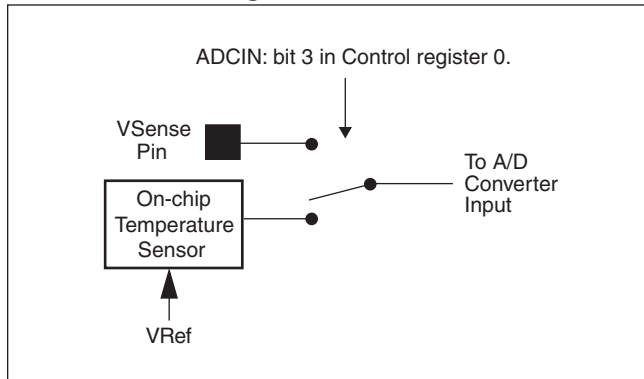 ADCIN: bit 3 in Control register 0.
VSense
Pin
To A/D
Converter
Input
On-chip
Temperature
Sensor
VRef